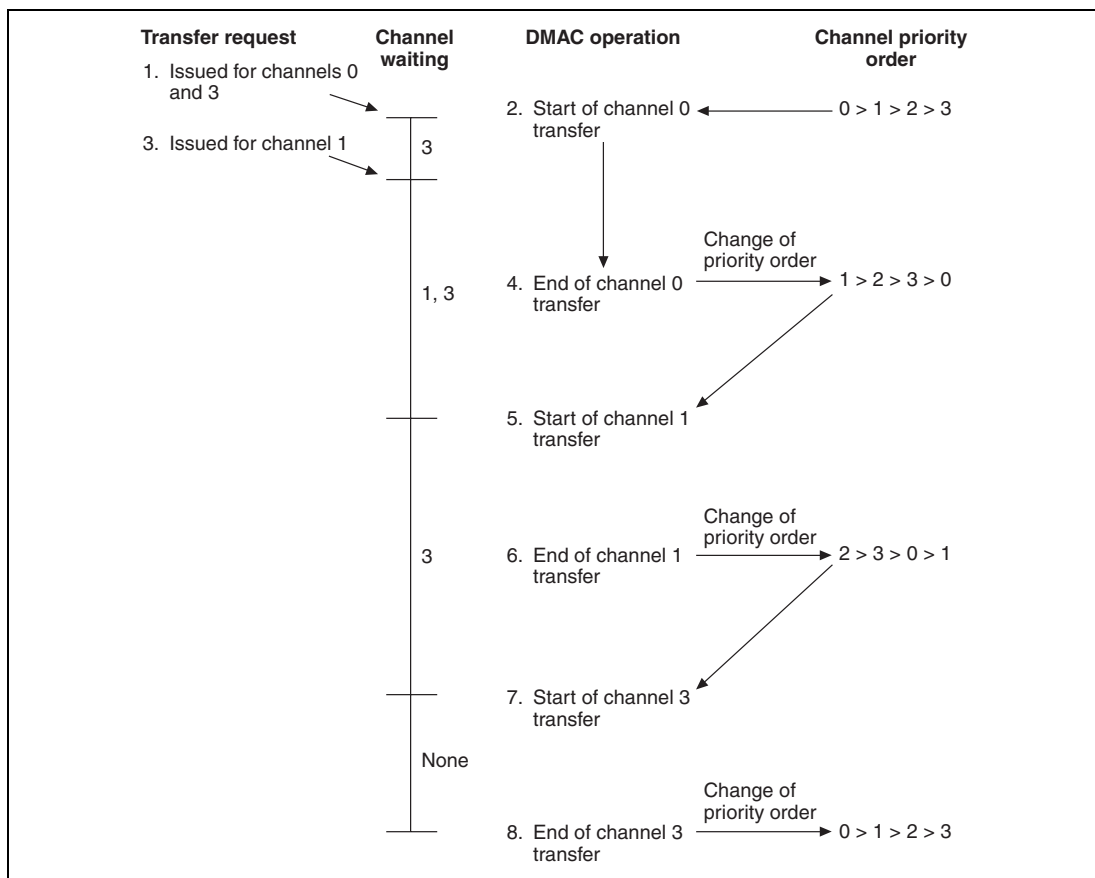 Transfer request
Channel
waiting
DMAC operation
Channel priority
order
1. Issued for channels 0
and 3
2. Start of channel 0
transfer
0 > 1 > 2 > 3
3. Issued for channel 1
3
Change of
priority order
1, 3
4. End of channel 0
transfer
1 > 2 > 3 > 0
5. Start of channel 1
transfer
Change of
priority order
3
6. End of channel 1
transfer
2 > 3 > 0 > 1
7. Start of channel 3
transfer
None
Change of
priority order
8. End of channel 3
transfer
0 > 1 > 2 > 3